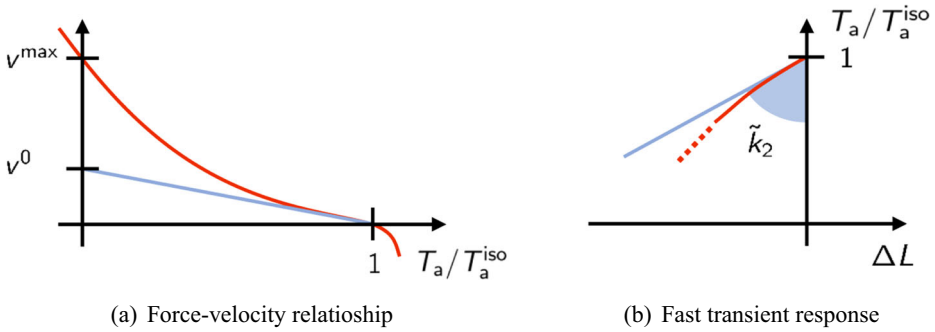 v^max
v^0
1
T_a/T_a^iso
(a) Force-velocity relatioship
T_a/T_a^iso
1
k̃_2
ΔL
(b) Fast transient response